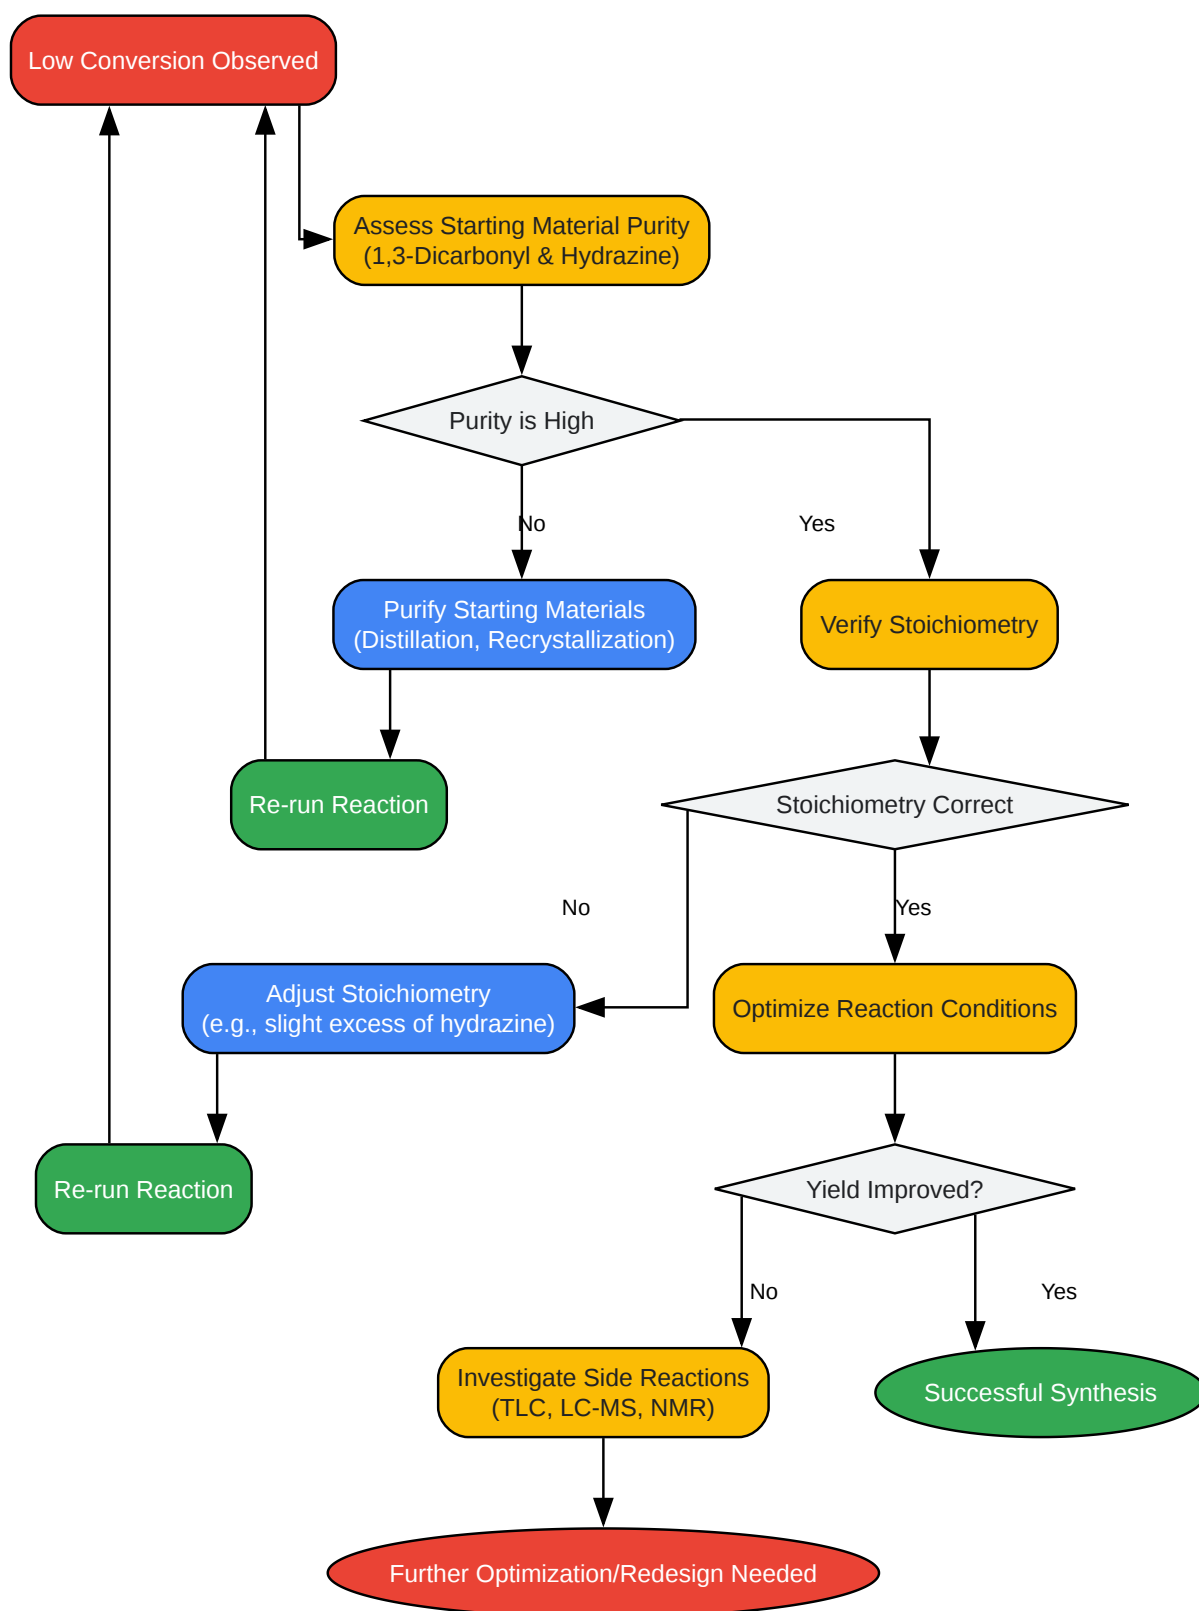 Low Conversion Observed
Assess Starting Material Purity
(1,3-Dicarbonyl & Hydrazine)
Purity is High
No
Yes
Purify Starting Materials
(Distillation, Recrystallization)
Verify Stoichiometry
Re-run Reaction
Stoichiometry Correct
No
Yes
Adjust Stoichiometry
(e.g., slight excess of hydrazine)
Optimize Reaction Conditions
Re-run Reaction
Yield Improved?
No
Yes
Investigate Side Reactions
(TLC, LC-MS, NMR)
Successful Synthesis
Further Optimization/Redesign Needed